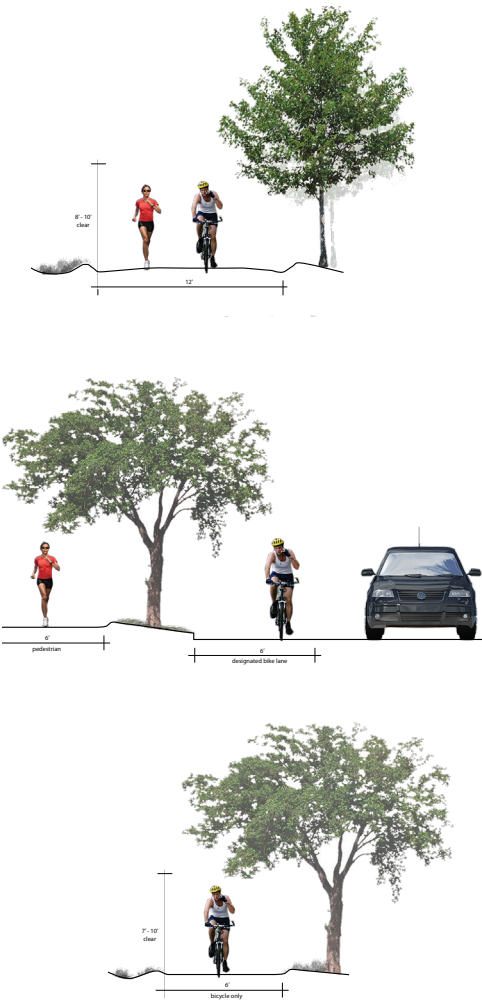 8’ - 10’
clear
12’
6’
pedestrian
6’
designated bike lane
7’ - 10’
clear
6’
bicycle only